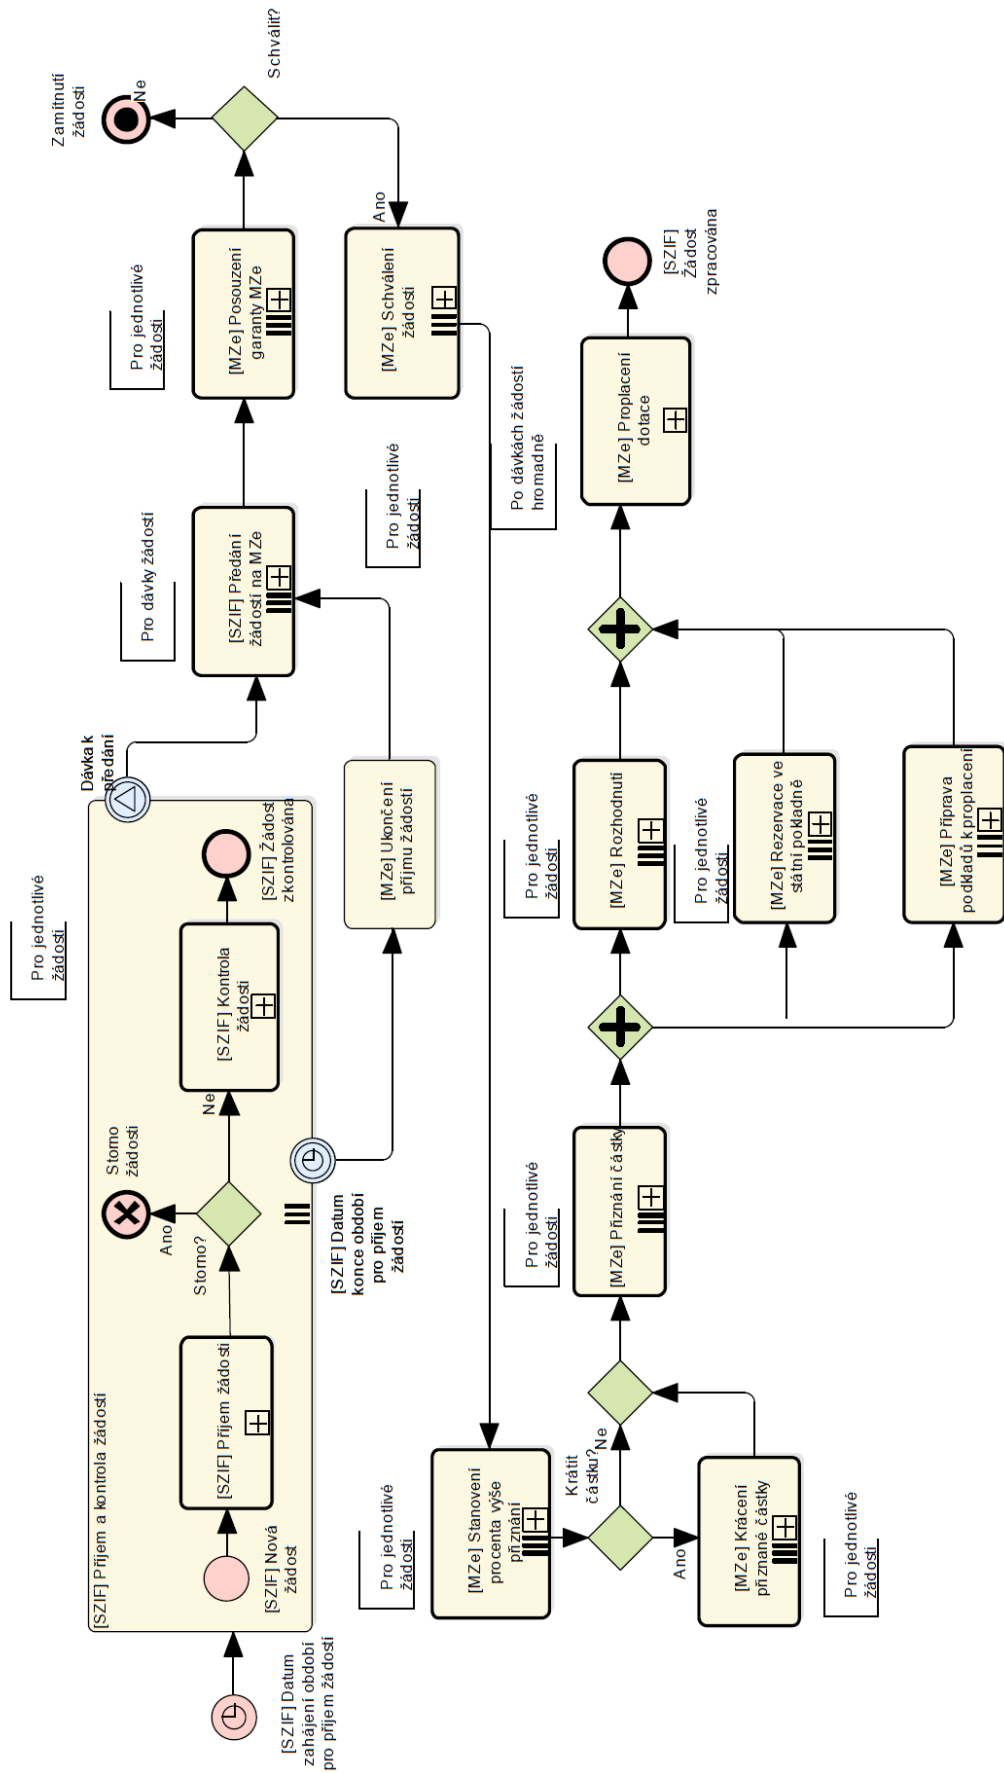 [SZIF] Datum
zahájení období
pro příjem žádostí
[SZIF] Příjem a kontrola žádostí
[SZIF] Nová
žádost
[SZIF] Příjem žádosti
Storno?
Ano
Storno
žádosti
Ne
[SZIF] Kontrola
žádosti
[SZIF] Žádost
zkontrolována
Pro jednotlivé
žádosti
Dávka k
předání
[SZIF] Datum
konce období
pro příjem
žádostí
[MZe] Ukončení
příjmu žádostí
Pro dávky žádostí
[SZIF] Předání
žádostí na MZe
Pro jednotlivé
žádosti
[MZe] Posouzení
garanty MZe
Schválit?
Ne
Zamítnutí
žádosti
Ano
[MZe] Schválení
žádosti
Pro jednotlivé
žádosti
Pro jednotlivé
žádosti
[MZe] Stanovení
procenta výše
přiznání
Krátit
částku?
Ne
Ano
[MZe] Krácení
přiznané částky
Pro jednotlivé
žádosti
Pro jednotlivé
žádosti
[MZe] Přiznání částky
Pro jednotlivé
žádosti
[MZe] Rozhodnutí
Pro jednotlivé
žádosti
[MZe] Rezervace ve
státní pokladně
[MZe] Příprava
podkladů k proplacení
Po dávkách žádostí
hromadně
[MZe] Proplacení
dotace
[SZIF]
Žádost
zpracována